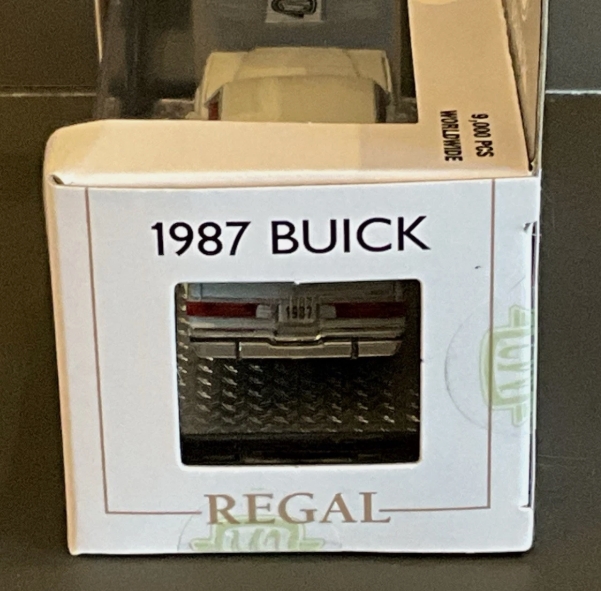 9,000 PCS
WORLDWIDE
1987 BUICK
1987
REGAL